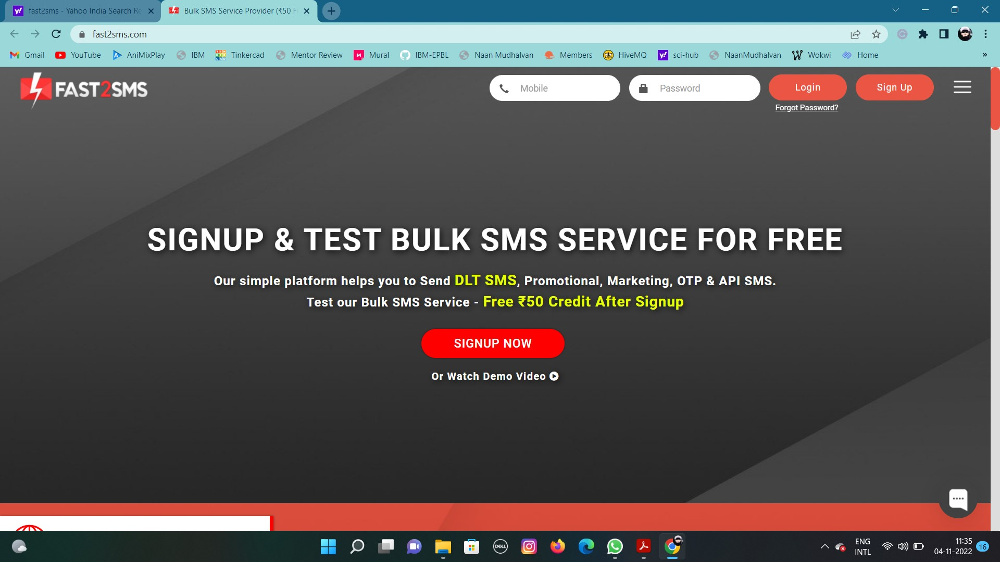 fast2sms - Yahoo India Search Re
Bulk SMS Service Provider (₹50 F
fast2sms.com
Gmail
YouTube
AniMixPlay
IBM
Tinkercad
Mentor Review
Mural
IBM-EPBL
Naan Mudhalvan
Members
HiveMQ
sci-hub
NaanMudhalvan
Wokwi
Home
»
FAST2SMS
Mobile
Password
Login
Sign Up
Forgot Password?
SIGNUP & TEST BULK SMS SERVICE FOR FREE
Our simple platform helps you to Send DLT SMS, Promotional, Marketing, OTP & API SMS.
Test our Bulk SMS Service - Free ₹50 Credit After Signup
SIGNUP NOW
Or Watch Demo Video
DELL
ENG
INTL
11:35
04-11-2022
16